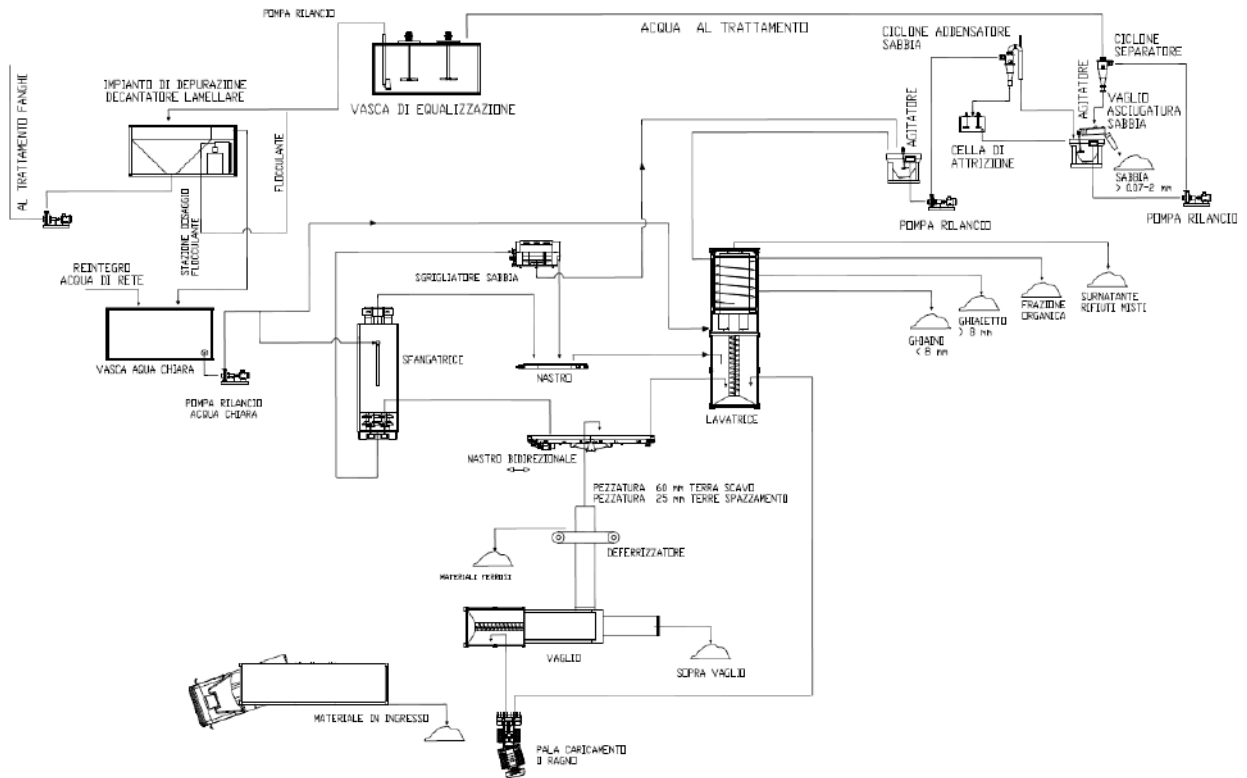 POMPA RILANCIO
ACQUA AL TRATTAMENTO
CICLONE ADDENSATORE
SABBIA
CICLONE
SEPARATORE
IMPIANTO DI DEPURAZIONE
DECANTATORE LAMELLARE
VASCA DI EQUALIZZAZIONE
AGITATORE
AGITATORE
VAGLIO
ASCIUGATURA
SABBIA
AL TRATTAMENTO FANGHI
FLOCCULANTE
CELLA DI
ATTRIZIONE
SABBIA
> 0.07-2 mm
POMPA RILANCIO
POMPA RILANCIO
STAZIONE DOSAGGIO
FLOCCULANTE
REINTEGRO
ACQUA DI RETE
SGRIGLIATORE SABBIA
SURNATANTE
RIFIUTI MISTI
FRAZIONE
ORGANICA
GHIAIETTO
> 8 mm
GHIAINO
< 8 mm
VASCA AQUA CHIARA
SFANGATRICE
NASTRO
POMPA RILANCIO
ACQUA CHIARA
LAVATRICE
NASTRO BIDIREZIONALE
PEZZATURA 60 mm TERRA SCAVO
PEZZATURA 25 mm TERRE SPAZZAMENTO
DEFERRIZZATORE
MATERIALI FERROSI
VAGLIO
SOPRA VAGLIO
MATERIALE IN INGRESSO
PALA CARICAMENTO
O RAGNO